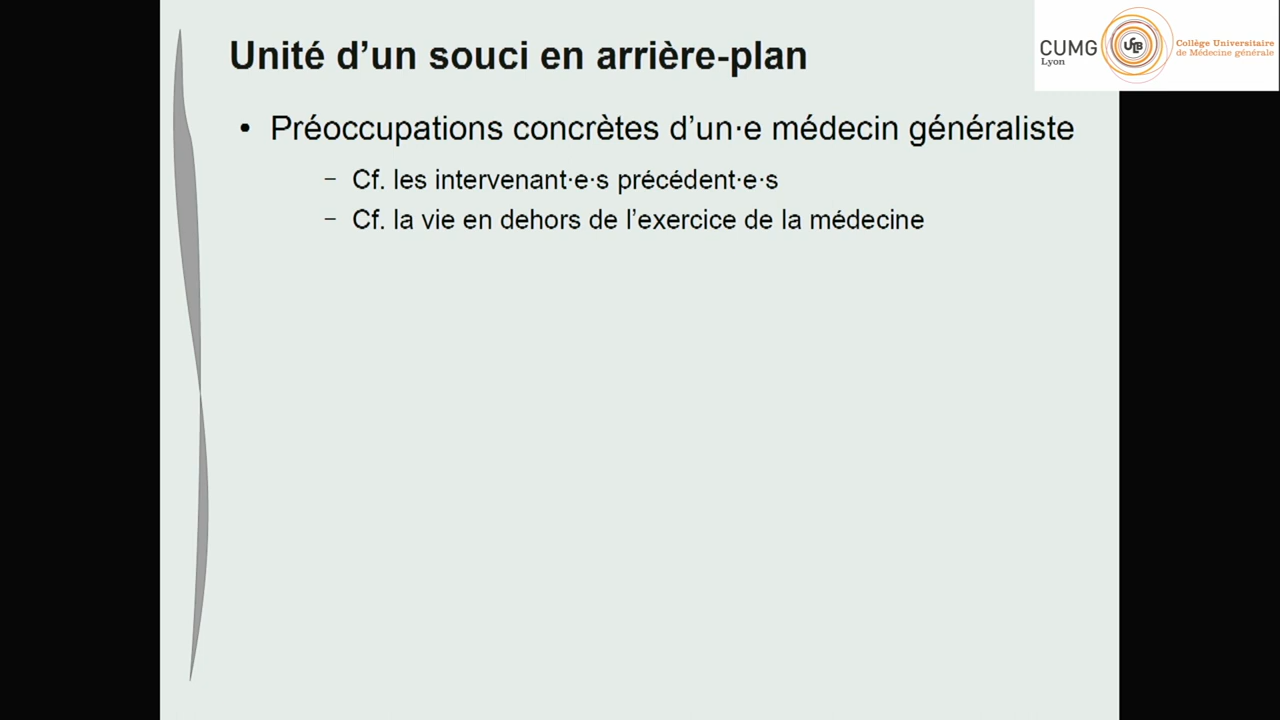 Unité d’un souci en arrière-plan
• Préoccupations concrètes d’un·e médecin généraliste
– Cf. les intervenant·e·s précédent·e·s
– Cf. la vie en dehors de l’exercice de la médecine
CUMG
Lyon
Collège Universitaire
de Médecine générale